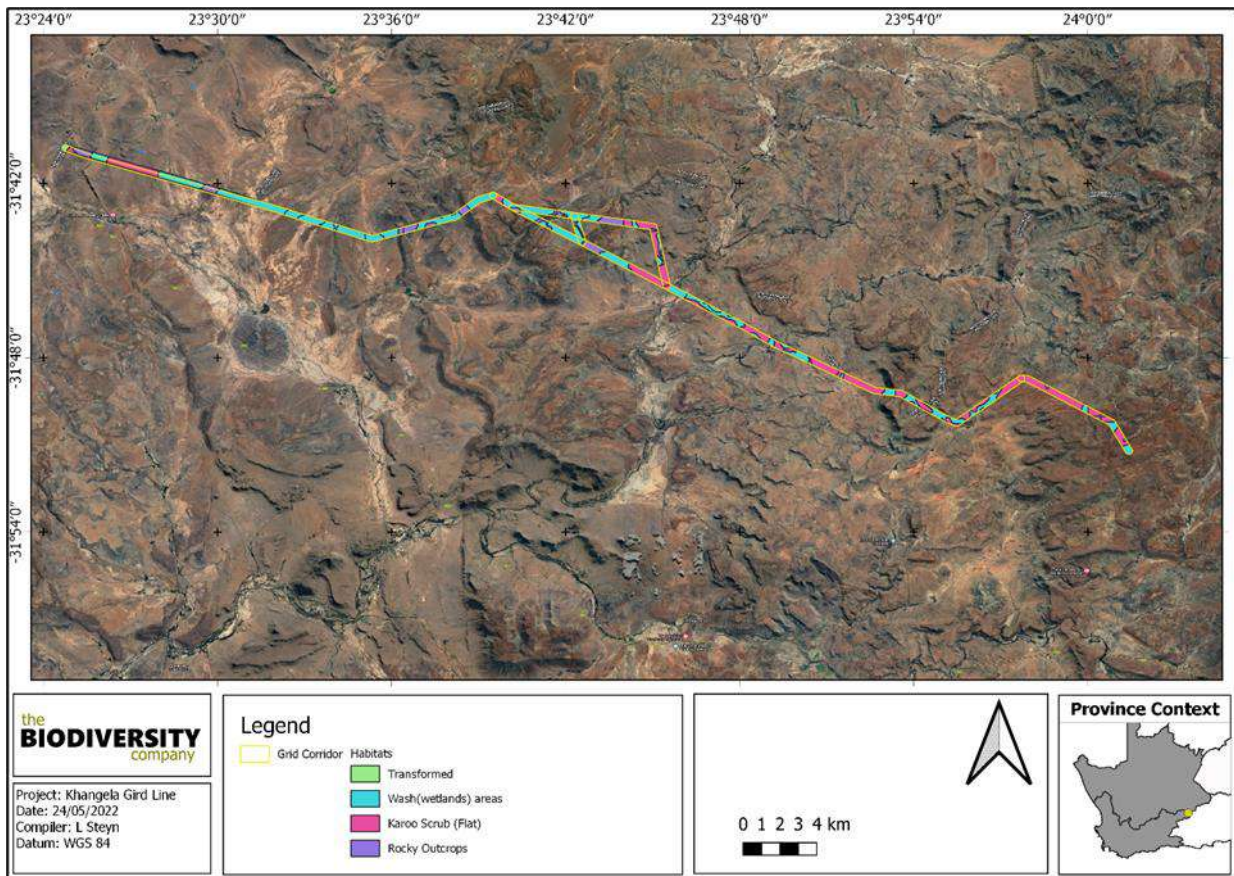 23°24'0" 23°30'0" 23°36'0" 23°42'0" 23°48'0" 23°54'0" 24°0'0"
-31°42'0"
-31°48'0"
-31°54'0"
the
BIODIVERSITY
company
Project: Khangela Gird Line
Date: 24/05/2022
Compiler: L Steyn
Datum: WGS 84
Legend
Grid Corridor Habitats
Transformed
Wash(wetlands) areas
Karoo Scrub (Flat)
Rocky Outcrops
0 1 2 3 4 km
Province Context